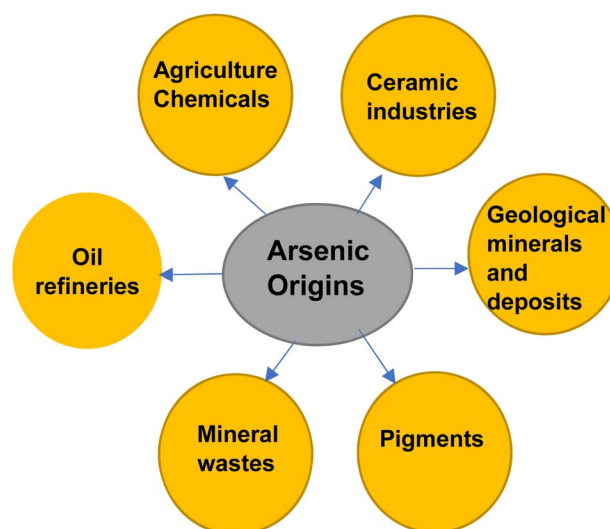 Agriculture
Chemicals
Ceramic
industries
Oil
refineries
Arsenic
Origins
Geological
minerals
and
deposits
Mineral
wastes
Pigments